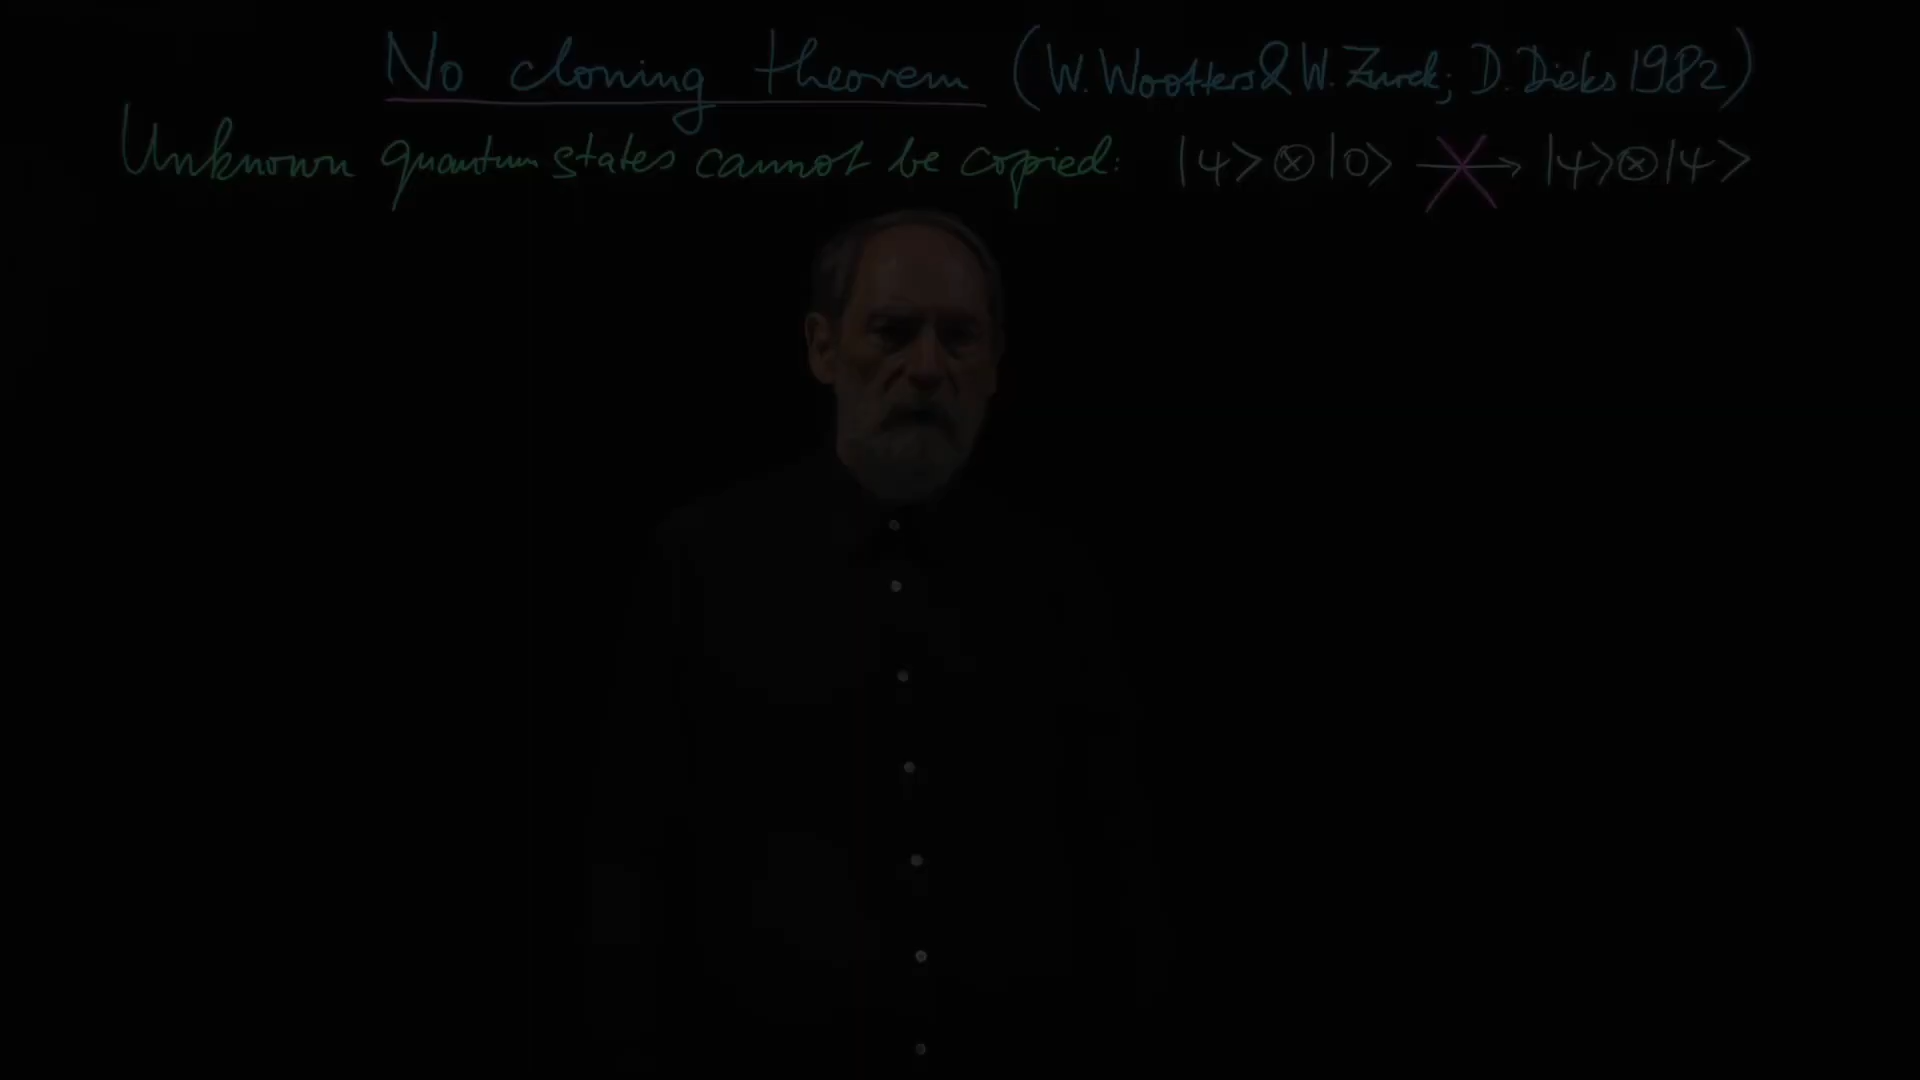 No cloning theorem (W. Wootters & W. Zurek; D. Dieks 1982)
Unknown quantum states cannot be copied: |ψ>⊗|0> ⟶ |ψ>⊗|ψ>